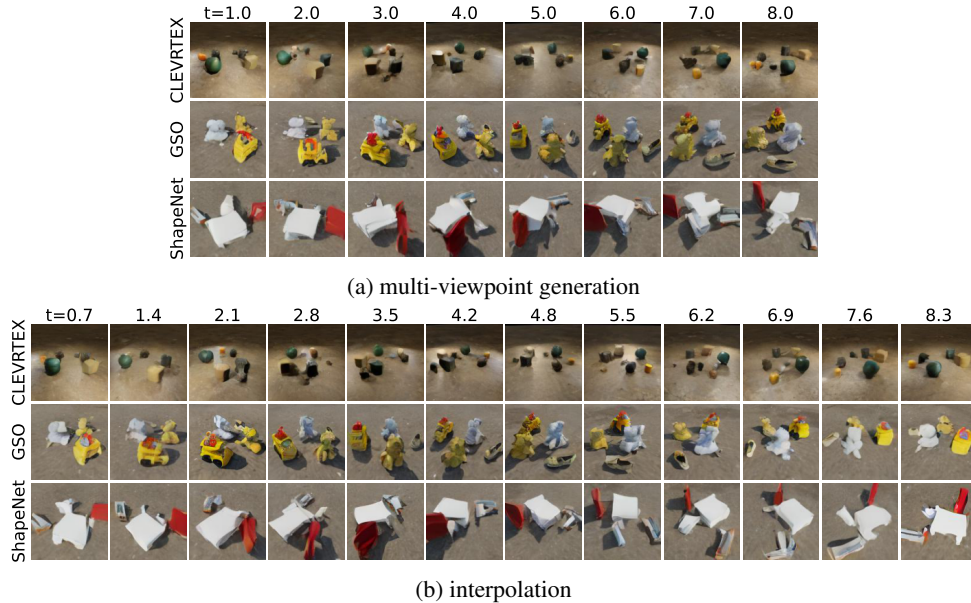 t=1.0 2.0 3.0 4.0 5.0 6.0 7.0 8.0
CLEVRTEX
GSO
ShapeNet
(a) multi-viewpoint generation
t=0.7 1.4 2.1 2.8 3.5 4.2 4.8 5.5 6.2 6.9 7.6 8.3
CLEVRTEX
GSO
ShapeNet
(b) interpolation